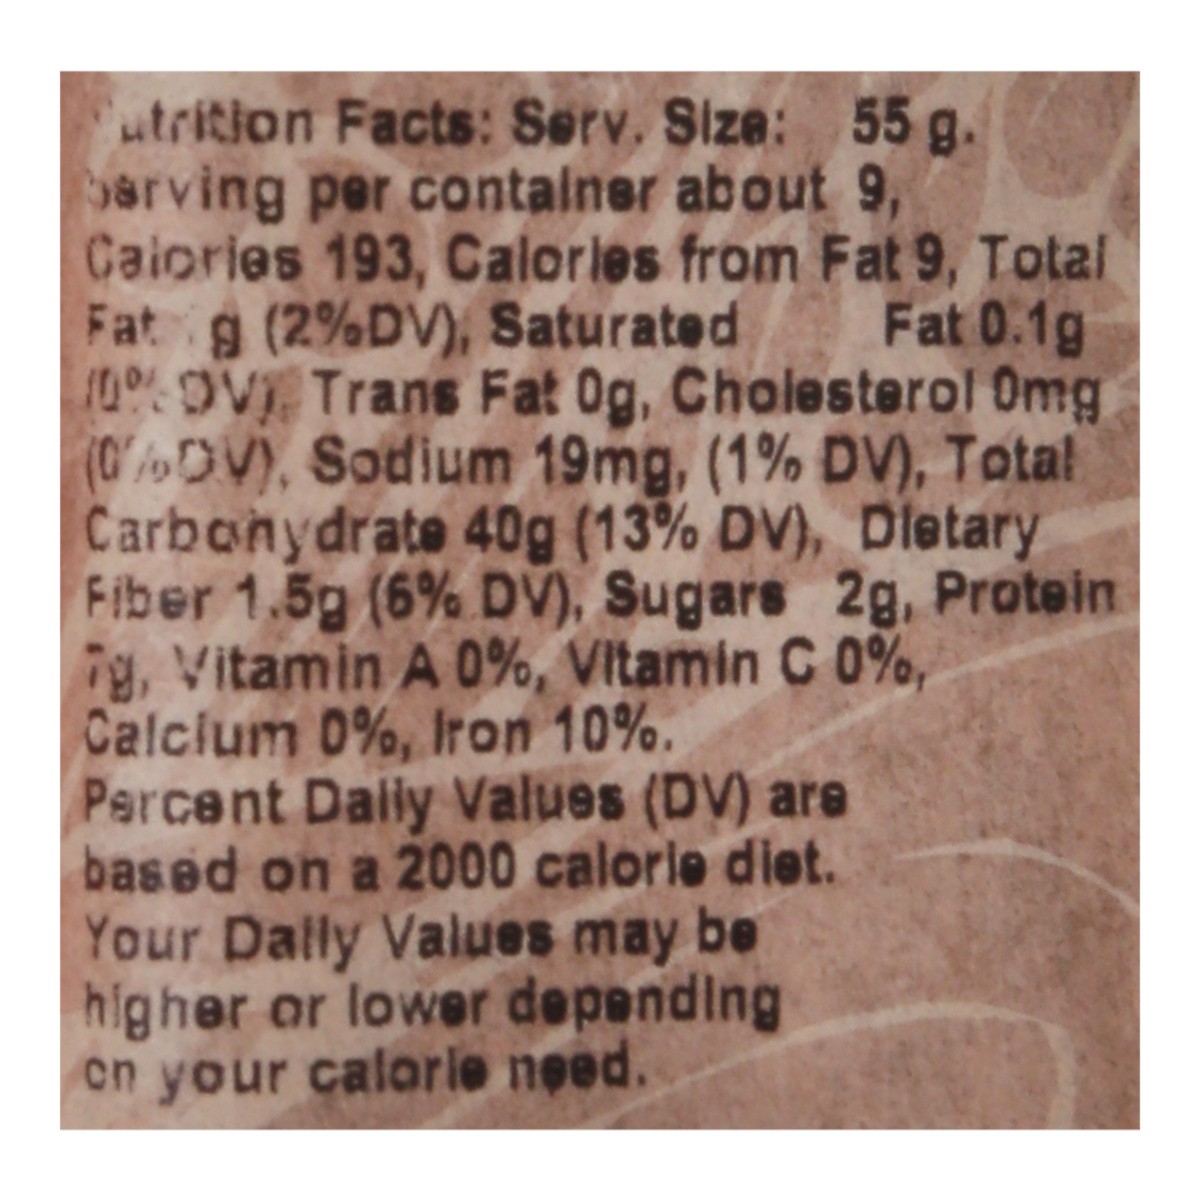 Nutrition Facts: Serv. Size: 55 g.
Serving per container about 9,
Calories 193, Calories from Fat 9, Total
Fat g (2%DV), Saturated Fat 0.1g
(0% DV), Trans Fat 0g, Cholesterol 0mg
(0%DV), Sodium 19mg, (1% DV), Total
Carbohydrate 40g (13% DV), Dietary
Fiber 1.5g (6% DV), Sugars 2g, Protein
7g, Vitamin A 0%, Vitamin C 0%,
Calcium 0%, Iron 10%.
Percent Daily Values (DV) are
based on a 2000 calorie diet.
Your Daily Values may be
higher or lower depending
on your calorie need.